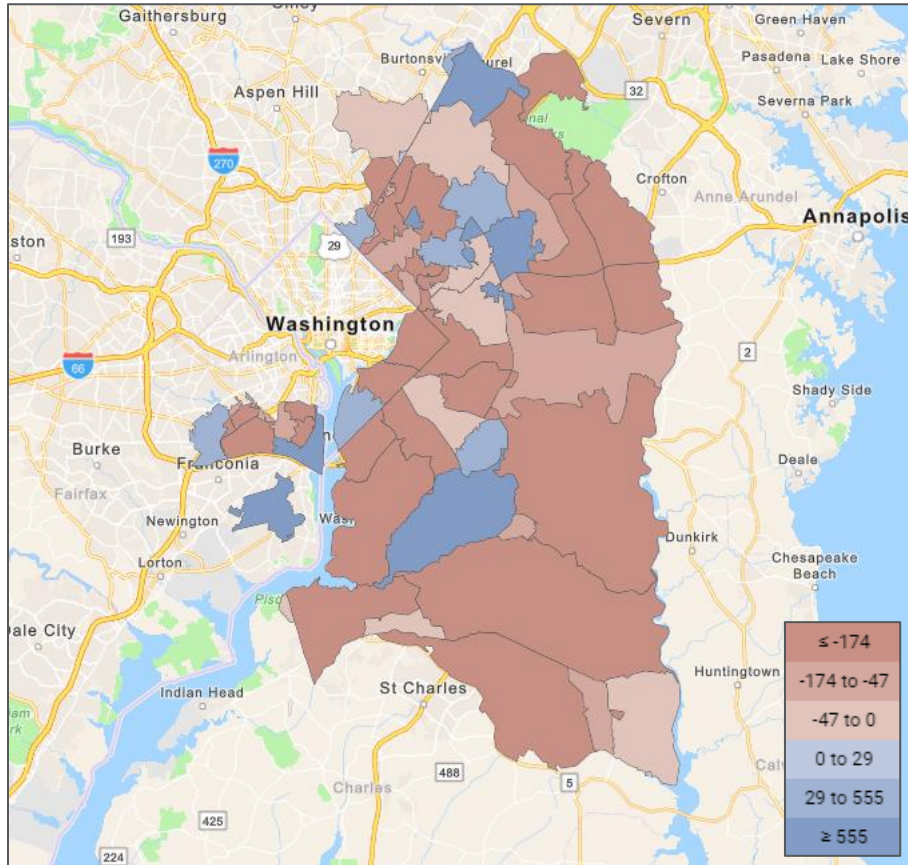 Gaithersburg
Severn
Green Haven
Burtonsville
Laurel
Pasadena
Lake Shore
Aspen Hill
32
Severna Park
270
Crofton
Anne Arundel
Annapolis
193
29
Washington
Arlington
2
66
Shady Side
Burke
Franconia
Deale
Fairfax
Newington
Dunkirk
Lorton
Chesapeake
Beach
Dale City
≤ -174
-174 to -47
Indian Head
St Charles
Huntingtown
-47 to 0
0 to 29
488
5
29 to 555
Charles
425
≥ 555
224